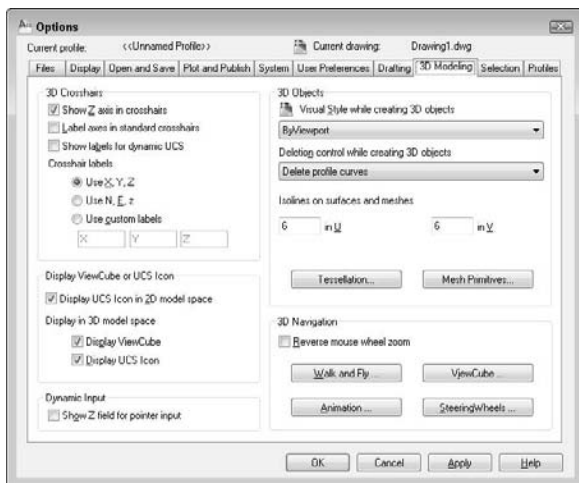 Options
Current profile: <<Unnamed Profile>> Current drawing: Drawing1.dwg
Files Display Open and Save Plot and Publish System User Preferences Drafting 3D Modeling Selection Profiles
3D Crosshairs
Show Z axis in crosshairs
Label axes in standard crosshairs
Show labels for dynamic UCS
Crosshair labels
Use X, Y, Z
Use N, E, z
Use custom labels
X Y Z
Display ViewCube or UCS Icon
Display UCS Icon in 2D model space
Display in 3D model space
Display ViewCube
Display UCS Icon
Dynamic Input
Show Z field for pointer input
3D Objects
Visual Style while creating 3D objects
ByViewport
Deletion control while creating 3D objects
Delete profile curves
Isolines on surfaces and meshes
6 in U 6 in V
Tessellation... Mesh Primitives...
3D Navigation
Reverse mouse wheel zoom
Walk and Fly ... ViewCube ...
Animation ... SteeringWheels ...
OK Cancel Apply Help